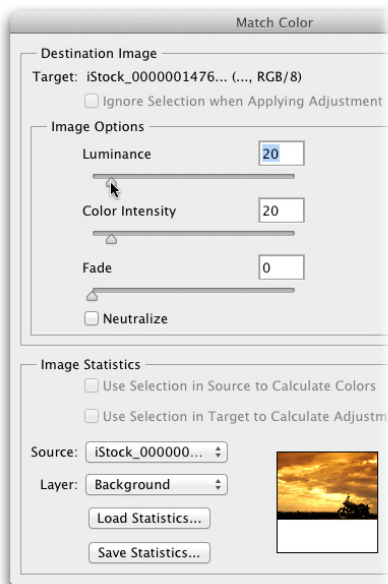 Match Color
Destination Image
Target: iStock_0000001476... (..., RGB/8)
Ignore Selection when Applying Adjustment
Image Options
Luminance 20
Color Intensity 20
Fade 0
Neutralize
Image Statistics
Use Selection in Source to Calculate Colors
Use Selection in Target to Calculate Adjustm
Source: iStock_000000...
Layer: Background
Load Statistics...
Save Statistics...